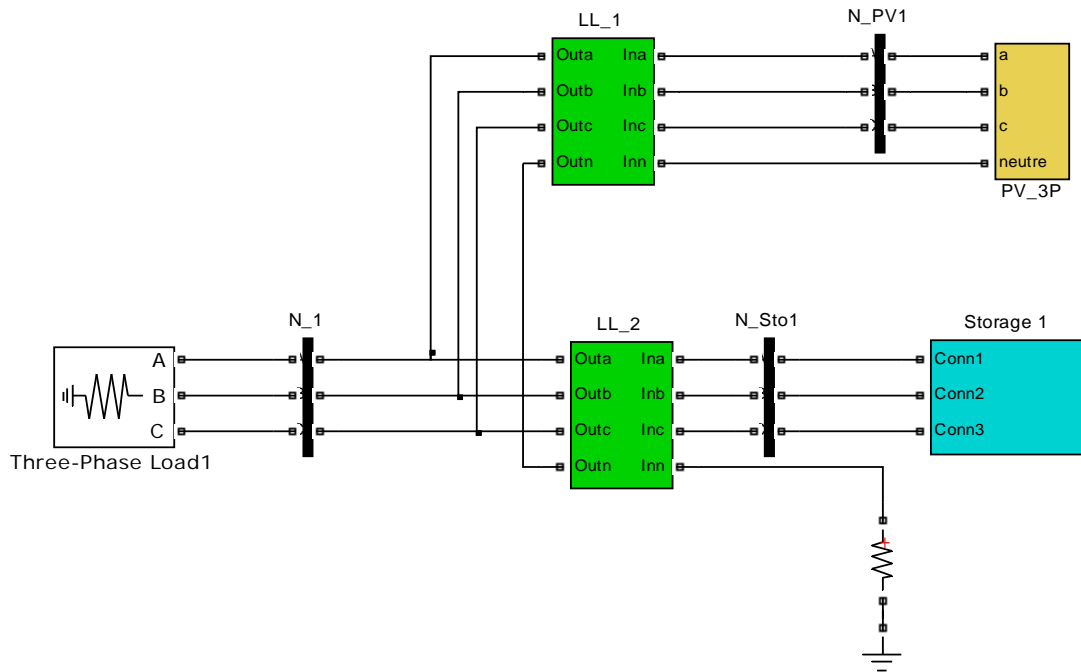 LL_1
N_PV1
Outa Ina
a
Outb Inb
b
Outc Inc
c
Outn Inn
neutre
PV_3P
N_1
LL_2
N_Sto1
Storage 1
A
Outa Ina
Conn1
B
Outb Inb
Conn2
C
Outc Inc
Conn3
Three-Phase Load1
Outn Inn
+